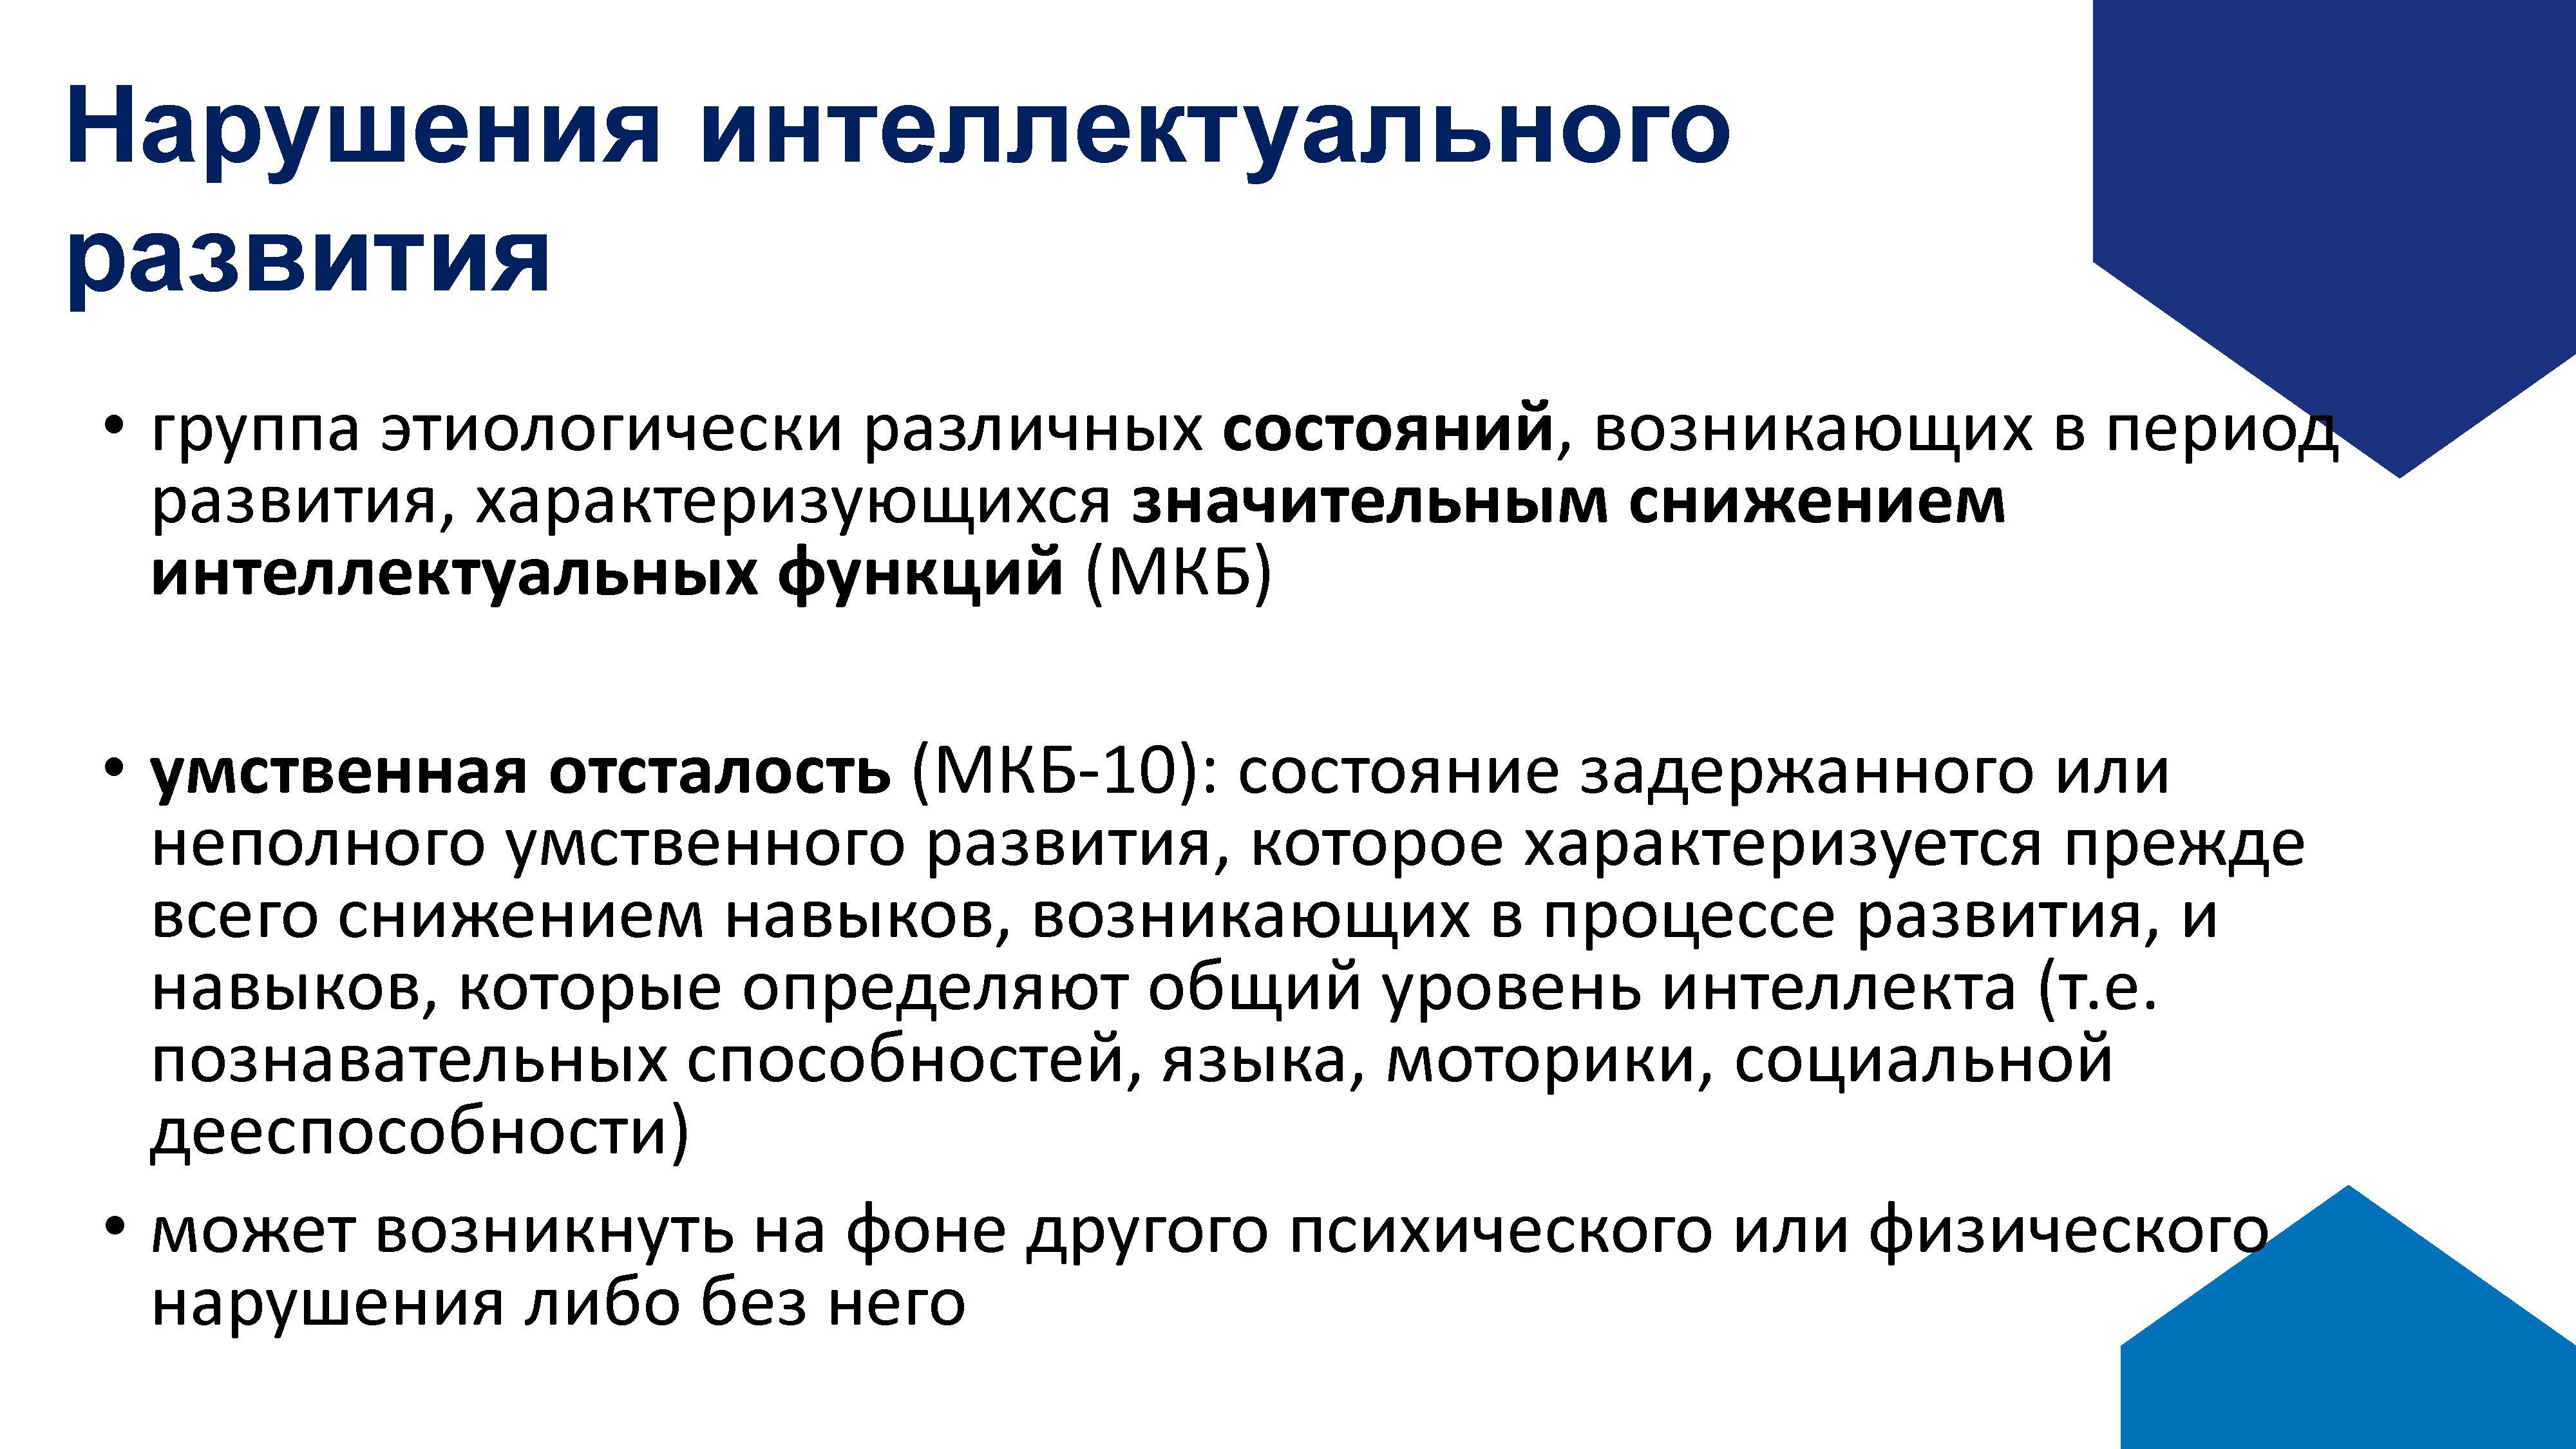 Нарушения интеллектуального
развития
• группа этиологически различных состояний, возникающих в период
развития, характеризующихся значительным снижением
интеллектуальных функций (МКБ)
• умственная отсталость (МКБ-10): состояние задержанного или
неполного умственного развития, которое характеризуется прежде
всего снижением навыков, возникающих в процессе развития, и
навыков, которые определяют общий уровень интеллекта (т.е.
познавательных способностей, языка, моторики, социальной
дееспособности)
• может возникнуть на фоне другого психического или физического
нарушения либо без него